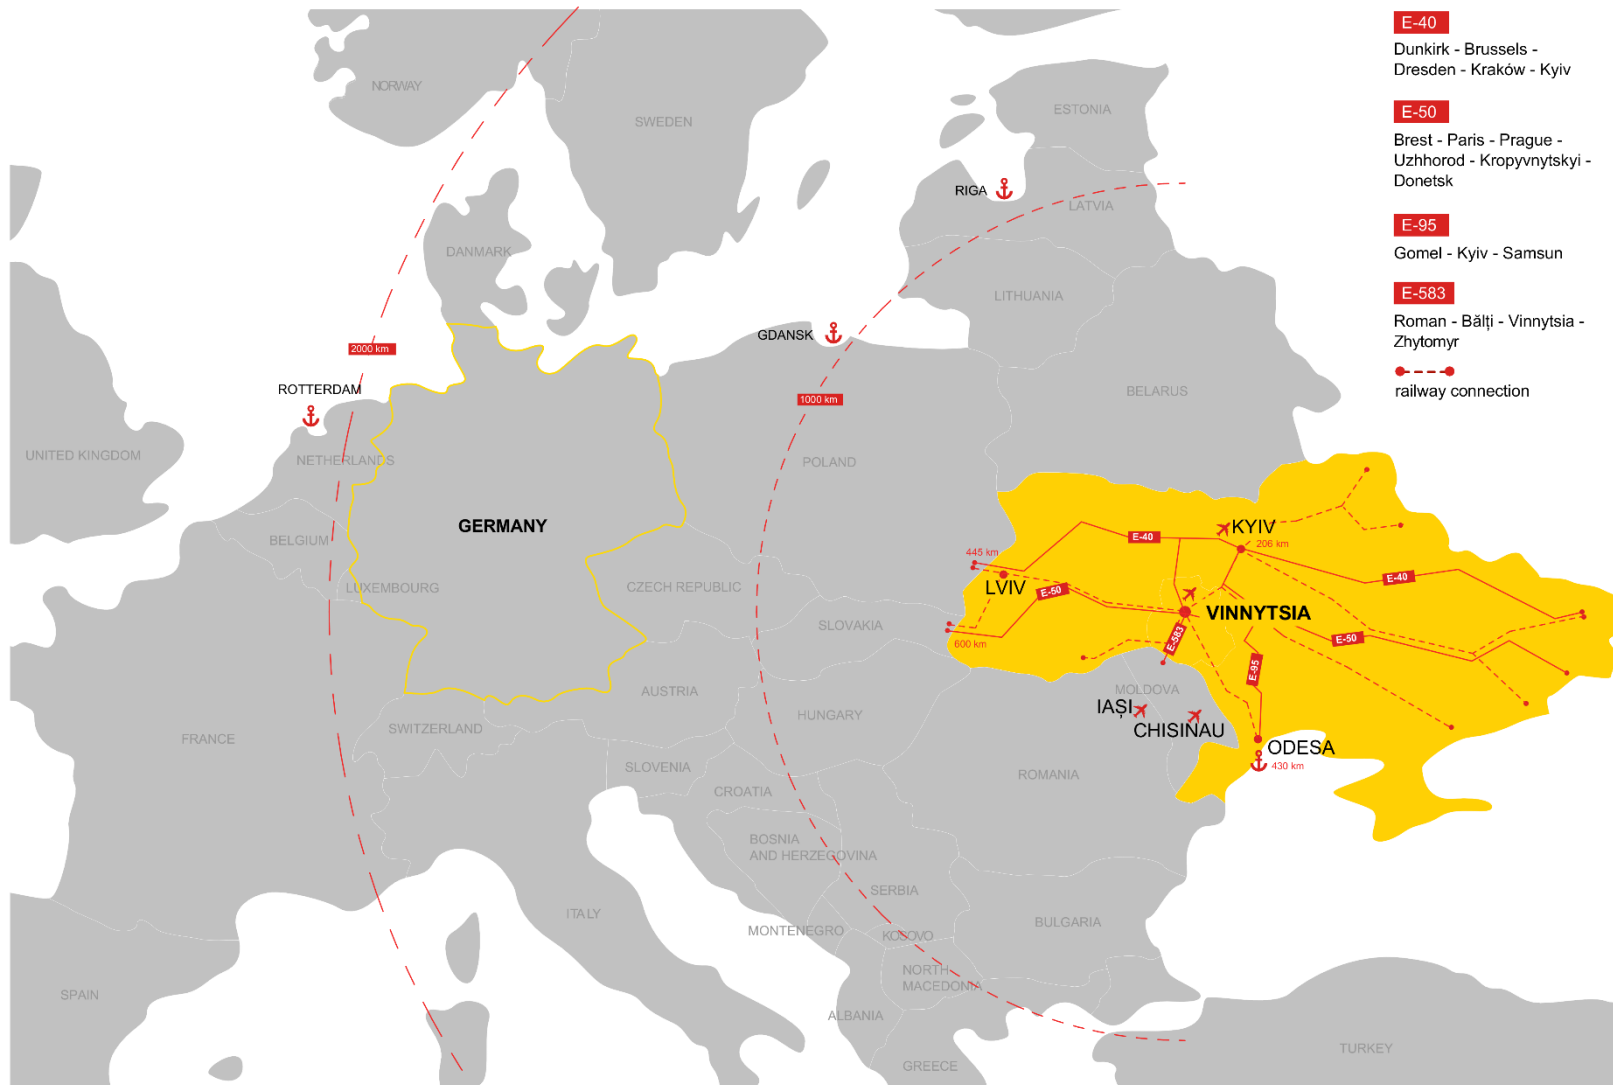 E-40
Dunkirk - Brussels -
Dresden - Kraków - Kyiv
E-50
Brest - Paris - Prague -
Uzhhorod - Kropyvnytskyi -
Donetsk
E-95
Gomel - Kyiv - Samsun
E-583
Roman - Bălți - Vinnytsia -
Zhytomyr
railway connection
NORWAY
SWEDEN
ESTONIA
RIGA
LATVIA
DANMARK
LITHUANIA
GDANSK
2000 km
ROTTERDAM
1000 km
BELARUS
UNITED KINGDOM
NETHERLANDS
POLAND
GERMANY
BELGIUM
LUXEMBOURG
CZECH REPUBLIC
SLOVAKIA
KYIV
206 km
E-40
445 km
LVIV
E-50
E-40
VINNYTSIA
E-583
E-50
600 km
E-95
MOLDOVA
IAȘI
CHISINAU
ODESA
430 km
AUSTRIA
HUNGARY
SWITZERLAND
FRANCE
SLOVENIA
ROMANIA
CROATIA
BOSNIA
AND HERZEGOVINA
SERBIA
ITALY
MONTENEGRO
KOSOVO
BULGARIA
NORTH
MACEDONIA
SPAIN
ALBANIA
GREECE
TURKEY